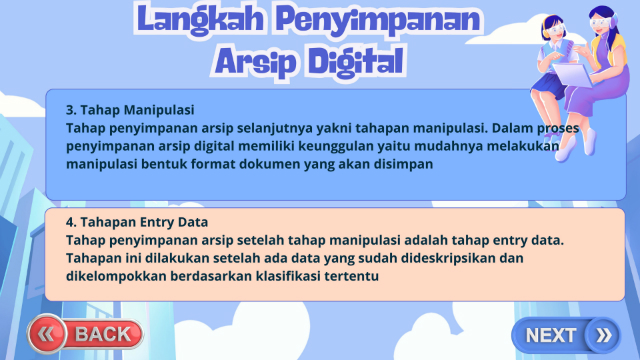 Langkah Penyimpanan
Arsip Digital
3. Tahap Manipulasi
Tahap penyimpanan arsip selanjutnya yakni tahapan manipulasi. Dalam proses
penyimpanan arsip digital memiliki keunggulan yaitu mudahnya melakukan
manipulasi bentuk format dokumen yang akan disimpan
4. Tahapan Entry Data
Tahap penyimpanan arsip setelah tahap manipulasi adalah tahap entry data.
Tahapan ini dilakukan setelah ada data yang sudah dideskripsikan dan
dikelompokkan berdasarkan klasifikasi tertentu
BACK
NEXT